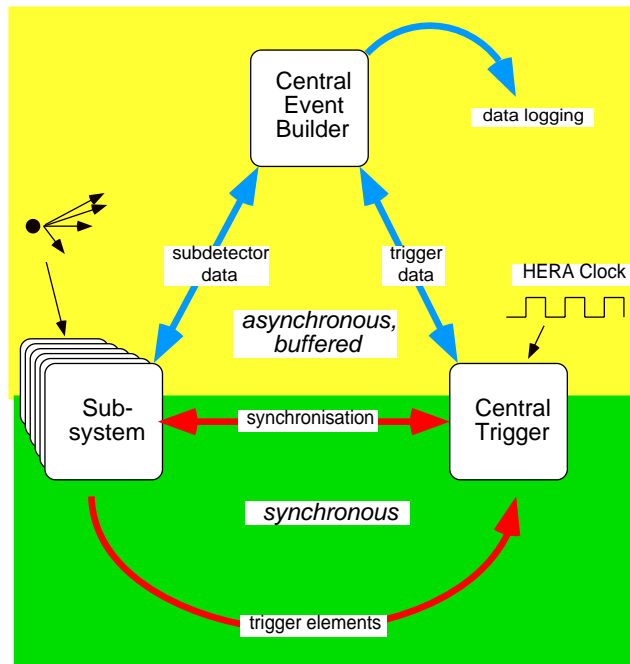 Central
Event
Builder
data logging
subdetector
data
trigger
data
HERA Clock
asynchronous,
buffered
Sub-
system
synchronisation
Central
Trigger
synchronous
trigger elements